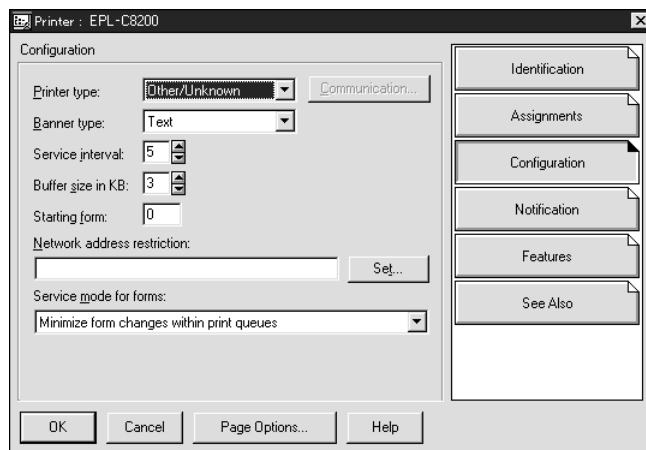 Printer : EPL-C8200
Configuration
Printer type: Other/Unknown Communication...
Banner type: Text
Service interval: 5
Buffer size in KB: 3
Starting form: 0
Network address restriction:
Set...
Service mode for forms:
Minimize form changes within print queues
OK Cancel Page Options... Help
Identification
Assignments
Configuration
Notification
Features
See Also